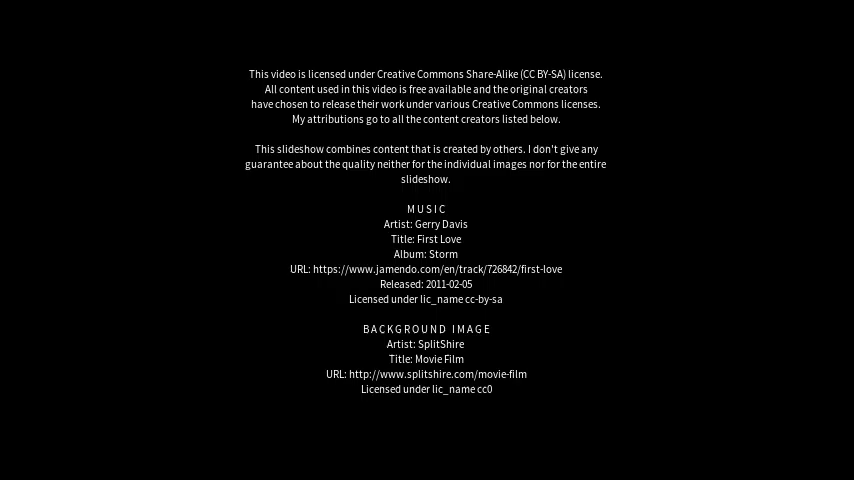 This video is licensed under Creative Commons Share-Alike (CC BY-SA) license.
All content used in this video is free available and the original creators
have chosen to release their work under various Creative Commons licenses.
My attributions go to all the content creators listed below.
This slideshow combines content that is created by others. I don't give any
guarantee about the quality neither for the individual images nor for the entire
slideshow.
MUSIC
Artist: Gerry Davis
Title: First Love
Album: Storm
URL: https://www.jamendo.com/en/track/726842/first-love
Released: 2011-02-05
Licensed under lic_name cc-by-sa
BACKGROUND IMAGE
Artist: SplitShire
Title: Movie Film
URL: http://www.splitshire.com/movie-film
Licensed under lic_name cc0